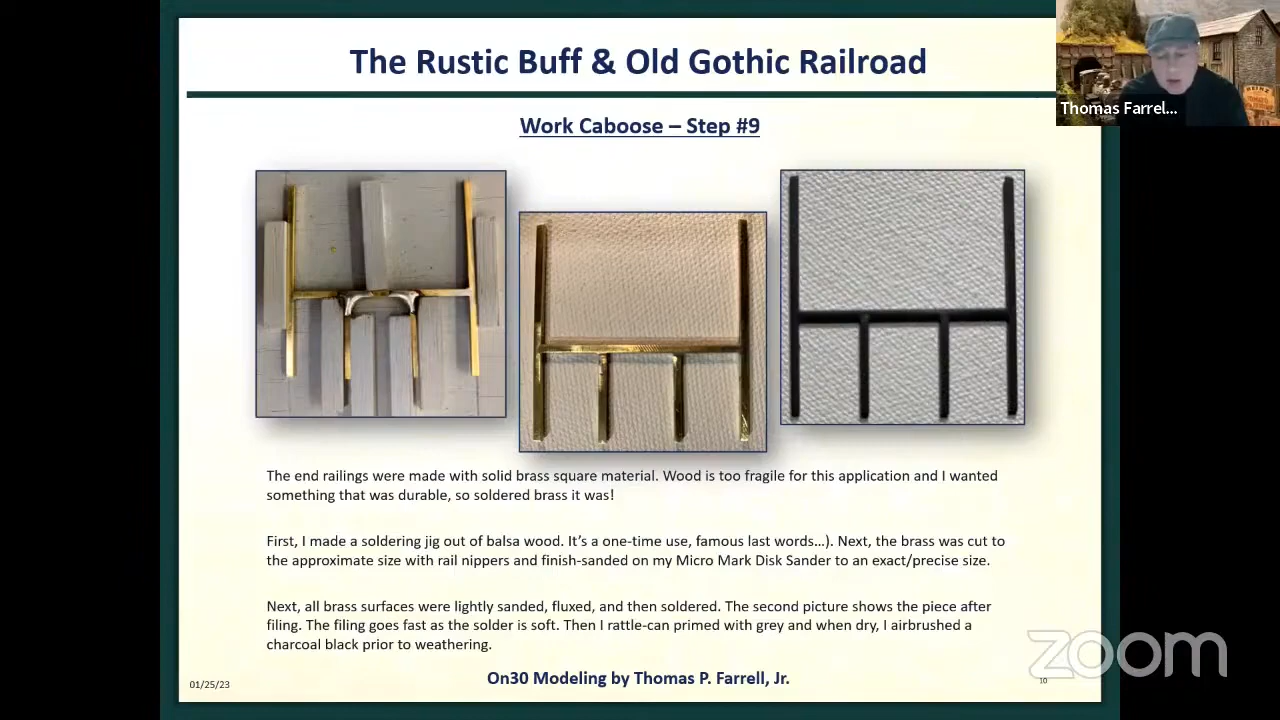 The Rustic Buff & Old Gothic Railroad
Thomas Farrel...
Work Caboose – Step #9
The end railings were made with solid brass square material. Wood is too fragile for this application and I wanted
something that was durable, so soldered brass it was!
First, I made a soldering jig out of balsa wood. It’s a one-time use, famous last words…). Next, the brass was cut to
the approximate size with rail nippers and finish-sanded on my Micro Mark Disk Sander to an exact/precise size.
Next, all brass surfaces were lightly sanded, fluxed, and then soldered. The second picture shows the piece after
filing. The filing goes fast as the solder is soft. Then I rattle-can primed with grey and when dry, I airbrushed a
charcoal black prior to weathering.
zoom
01/25/23
On30 Modeling by Thomas P. Farrell, Jr.
10